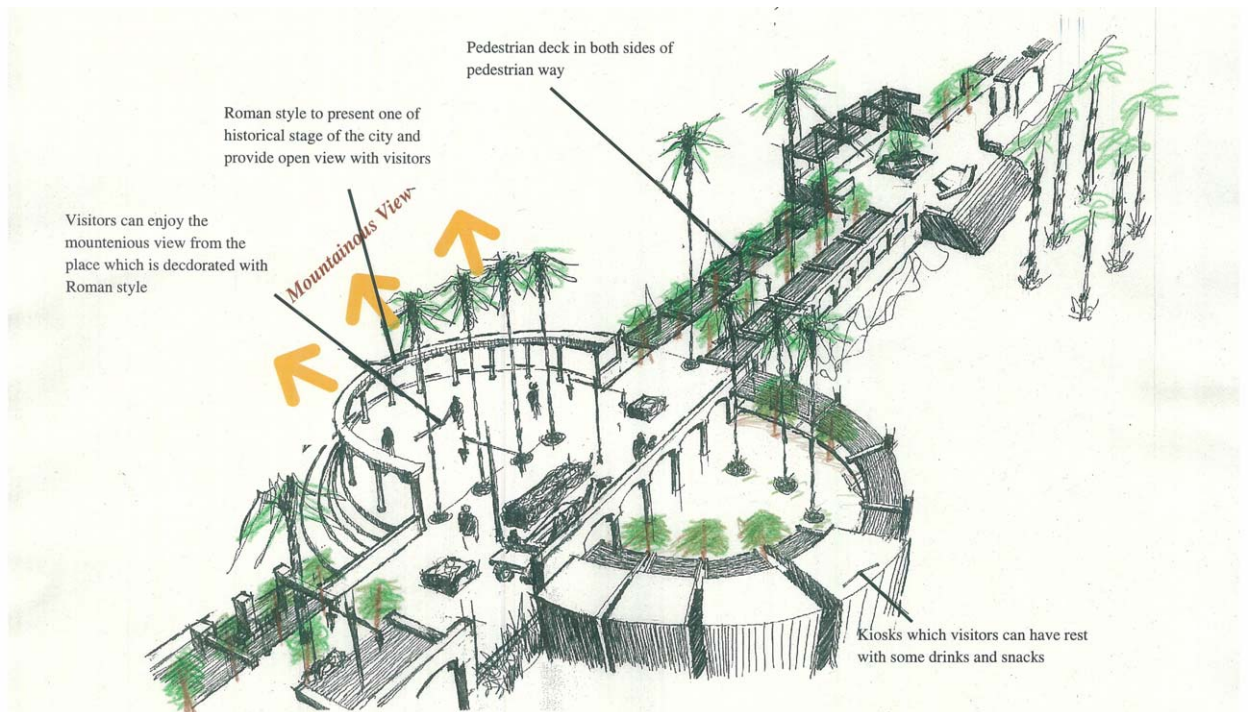 Pedestrian deck in both sides of
pedestrian way
Roman style to present one of
historical stage of the city and
provide open view with visitors
Visitors can enjoy the
mountenious view from the
place which is decdorated with
Roman style
Mountainous View
Kiosks which visitors can have rest
with some drinks and snacks